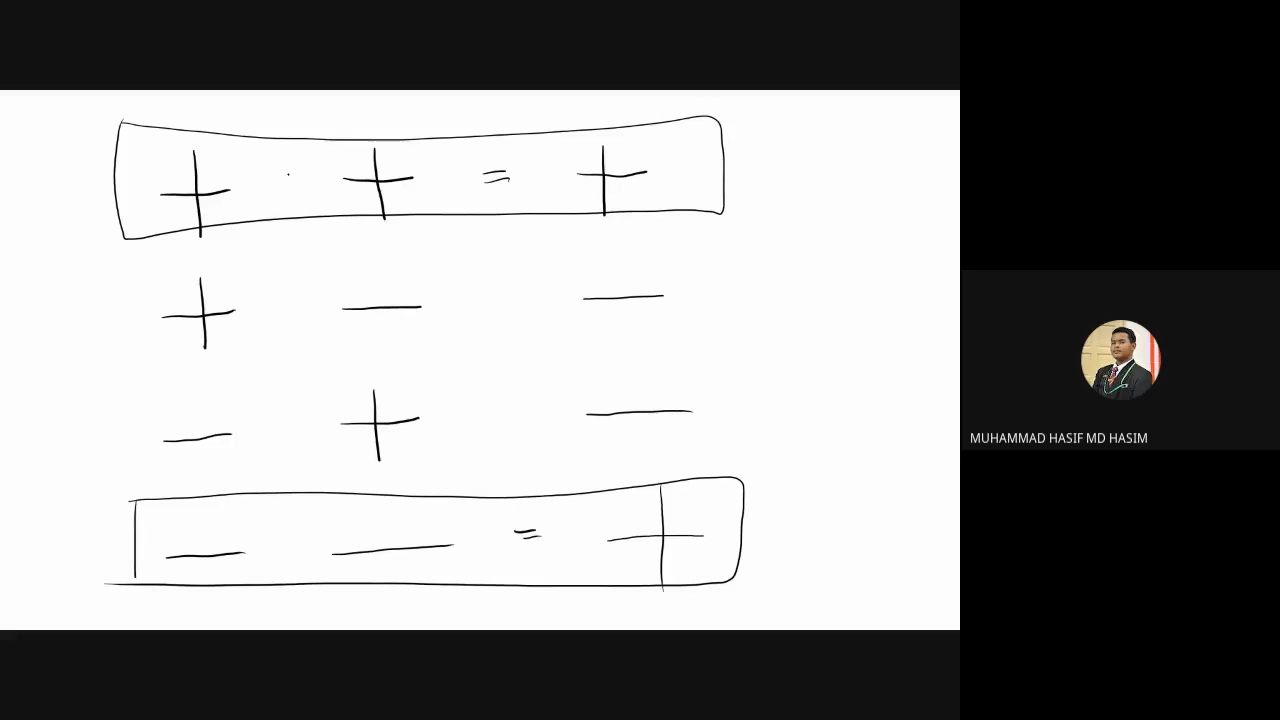 + · + = +
+ − −
− + −
− − = +
MUHAMMAD HASIF MD HASIM